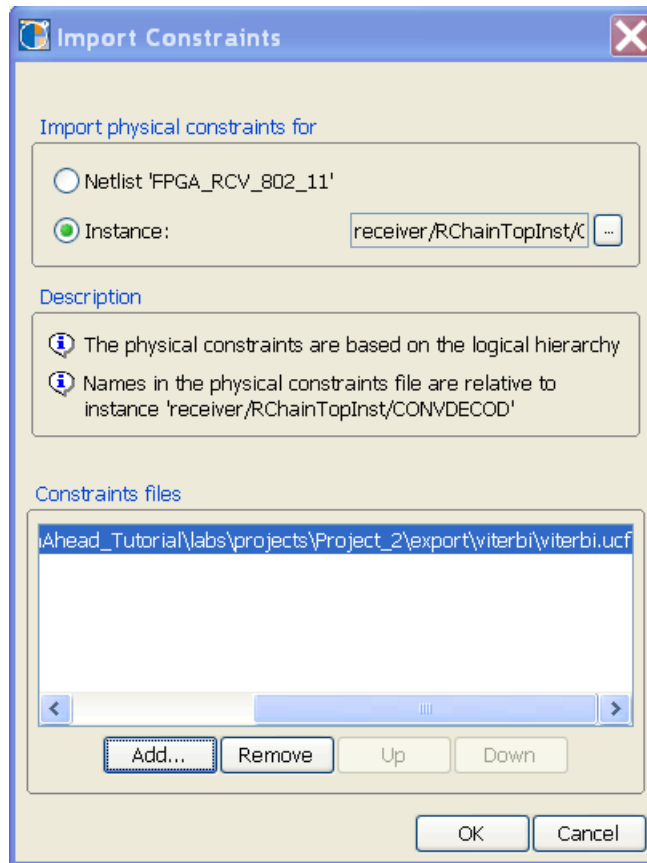 Import Constraints
Import physical constraints for
Netlist 'FPGA_RCV_802_11'
Instance:
receiver/RChainTopInst/C
...
Description
The physical constraints are based on the logical hierarchy
Names in the physical constraints file are relative to
instance 'receiver/RChainTopInst/CONVDECOD'
Constraints files
Ahead_Tutorial\labs\projects\Project_2\export\viterbi\viterbi.ucf
Add...
Remove
Up
Down
OK
Cancel